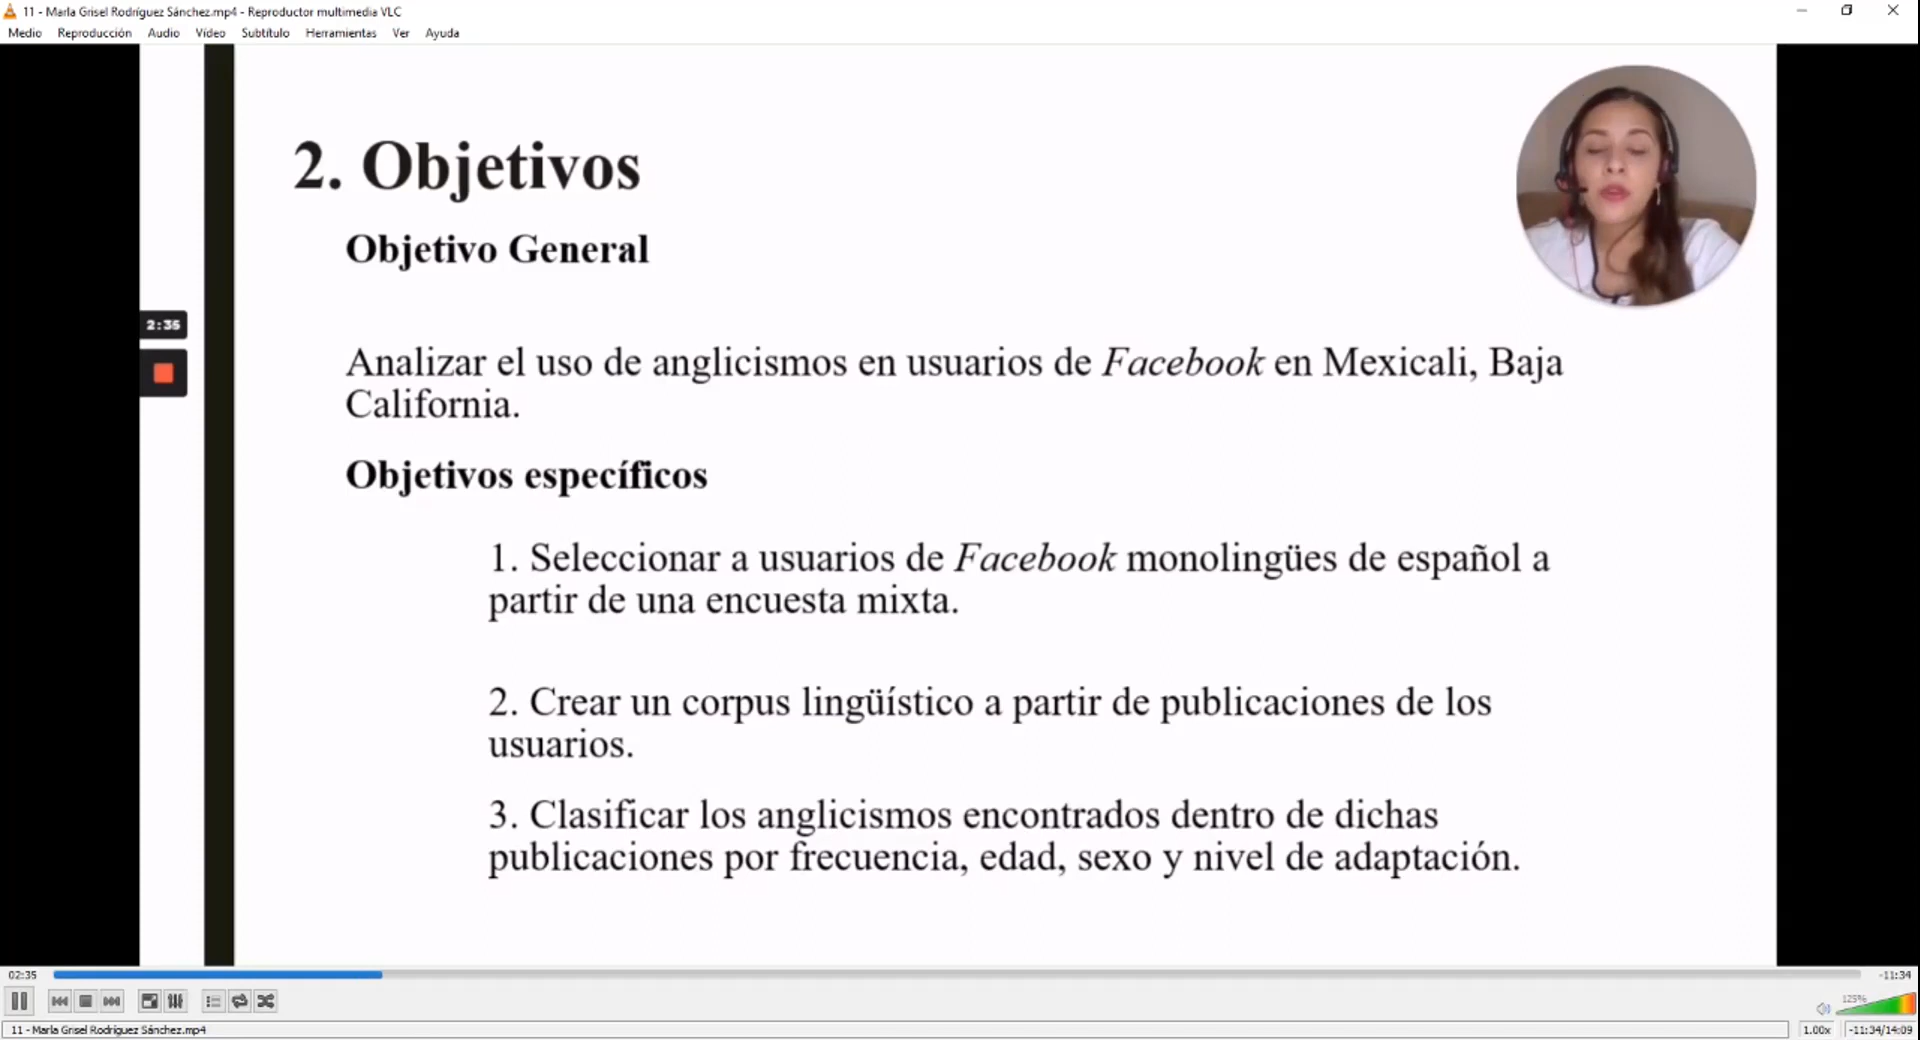 11 - Marla Grisel Rodríguez Sánchez.mp4 - Reproductor multimedia VLC
Medio Reproducción Audio Vídeo Subtítulo Herramientas Ver Ayuda
2. Objetivos
Objetivo General
2:35
Analizar el uso de anglicismos en usuarios de Facebook en Mexicali, Baja
California.
Objetivos específicos
1. Seleccionar a usuarios de Facebook monolingües de español a
partir de una encuesta mixta.
2. Crear un corpus lingüístico a partir de publicaciones de los
usuarios.
3. Clasificar los anglicismos encontrados dentro de dichas
publicaciones por frecuencia, edad, sexo y nivel de adaptación.
02:35 -11:34
125%
11 - Marla Grisel Rodríguez Sánchez.mp4 1.00x -11:34/14:09